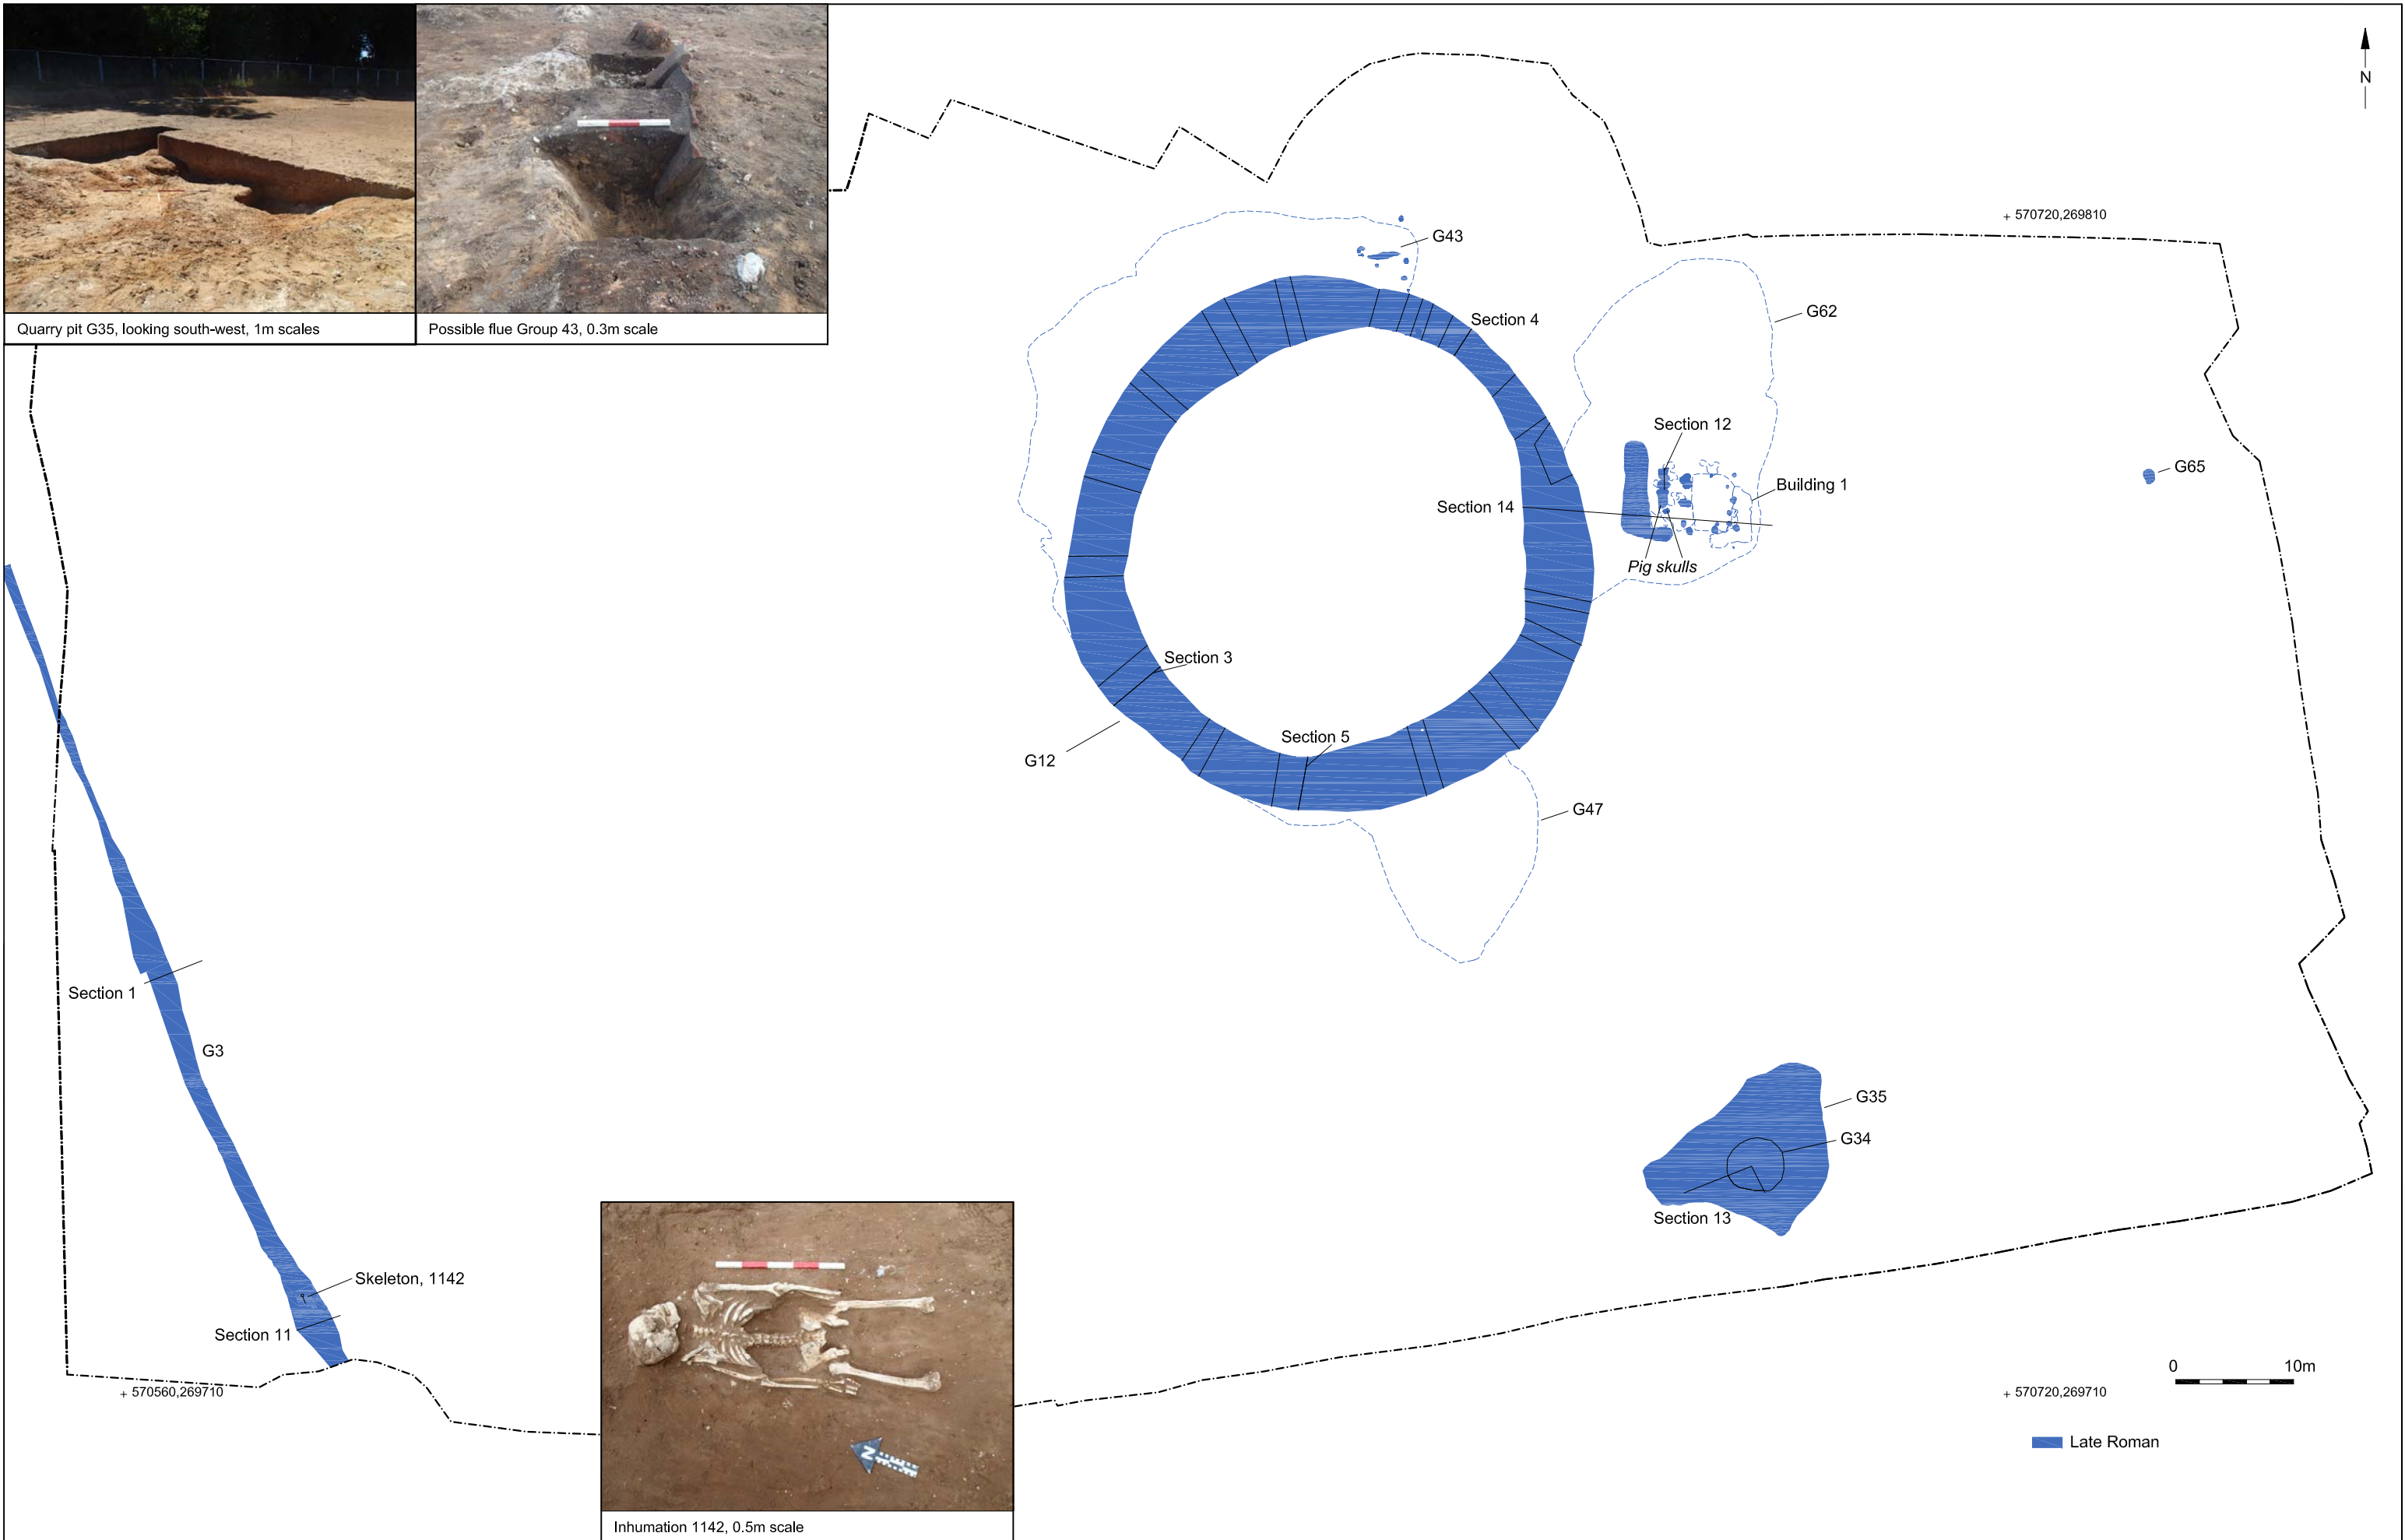 Quarry pit G35, looking south-west, 1m scales
Possible flue Group 43, 0.3m scale
N
570720,269810
G43
Section 4
G62
Section 12
G65
Building 1
Section 14
Pig skulls
Section 3
Section 5
G12
G47
Section 1
G3
G35
G34
Section 13
Skeleton, 1142
Section 11
570560,269710
N
Inhumation 1142, 0.5m scale
0 10m
570720,269710
Late Roman